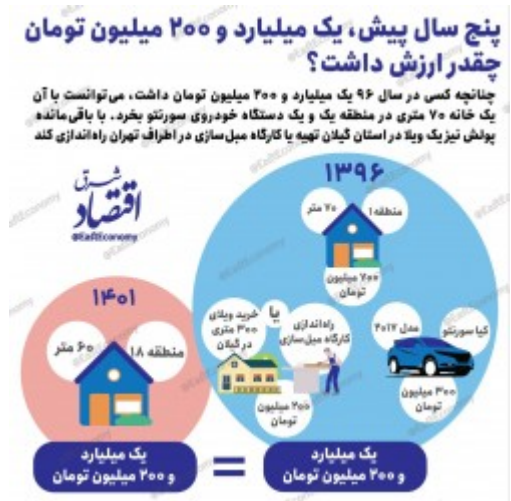 پنج سال پیش، یک میلیارد و ۲۰۰ میلیون تومان
چقدر ارزش داشت؟
چنانچه کسی در سال ۹۶ یک میلیارد و ۲۰۰ میلیون تومان داشت، می‌توانست با آن
یک خانه ۷۰ متری در منطقه یک و یک دستگاه خودروی سورنتو بخرد. با باقی‌مانده
پولش نیز یک ویلا در استان گیلان تهیه یا کارگاه مبل‌سازی در اطراف تهران راه‌اندازی کند
اقتصاد شرق
@EastEconomy
۱۳۹۶
منطقه ۱
۷۰ متر
۷۰۰ میلیون
تومان
خرید ویلای
۳۰۰ متری
در گیلان
یا
راه‌اندازی
کارگاه مبل‌سازی
۲۰۰ میلیون
تومان
مدل ۲۰۱۷
کیا سورنتو
۳۰۰ میلیون
تومان
۱۴۰۱
منطقه ۱۸
۶۰ متر
یک میلیارد
و ۲۰۰ میلیون تومان
=
یک میلیارد
و ۲۰۰ میلیون تومان